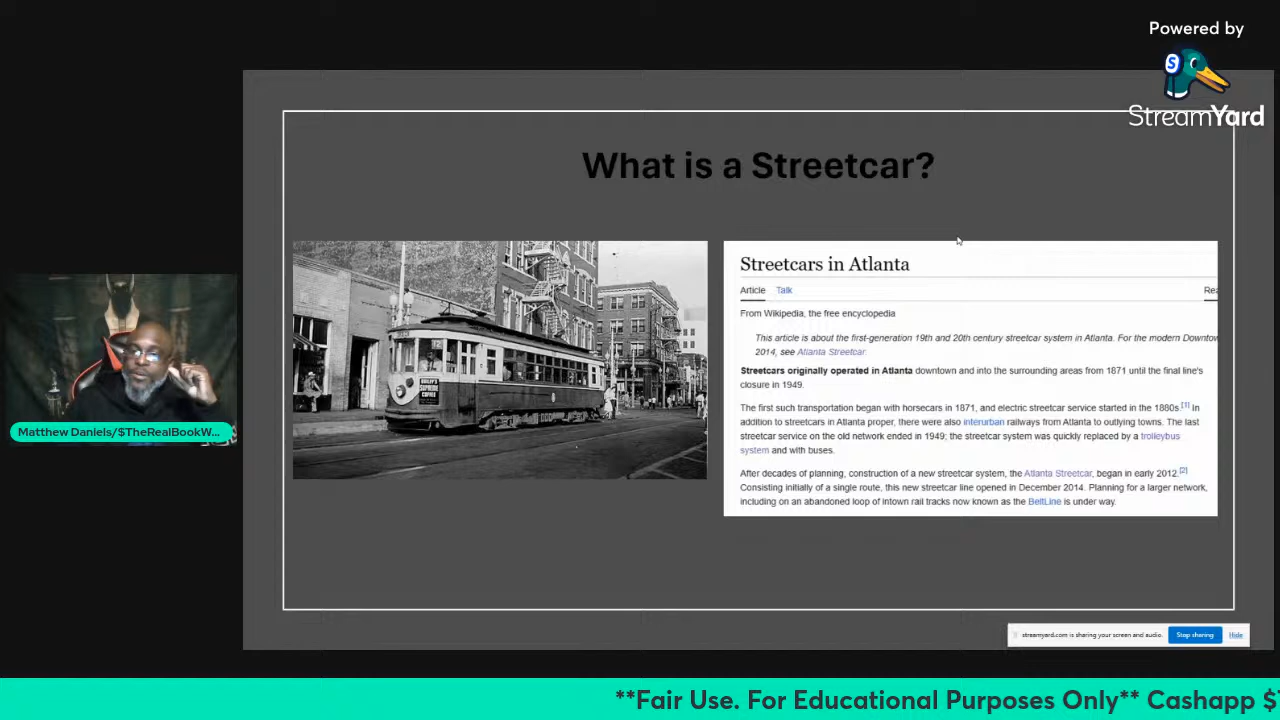 Powered by
StreamYard
What is a Streetcar?
Streetcars in Atlanta
Article Talk
From Wikipedia, the free encyclopedia
This article is about the first-generation 19th and 20th century streetcar system in Atlanta. For the modern Downtow
2014, see Atlanta Streetcar.
Streetcars originally operated in Atlanta downtown and into the surrounding areas from 1871 until the final line's
closure in 1949.
The first such transportation began with horsecars in 1871, and electric streetcar service started in the 1880s.[1] In
addition to streetcars in Atlanta proper, there were also interurban railways from Atlanta to outlying towns. The last
streetcar service on the old network ended in 1949; the streetcar system was quickly replaced by a trolleybus
system and with buses.
After decades of planning, construction of a new streetcar system, the Atlanta Streetcar, began in early 2012.[2]
Consisting initially of a single route, this new streetcar line opened in December 2014. Planning for a larger network,
including on an abandoned loop of intown rail tracks now known as the BeltLine is under way.
Matthew Daniels/$TheRealBookW...
streamyard.com is sharing your screen and audio. Stop sharing Hide
**Fair Use. For Educational Purposes Only** Cashapp $